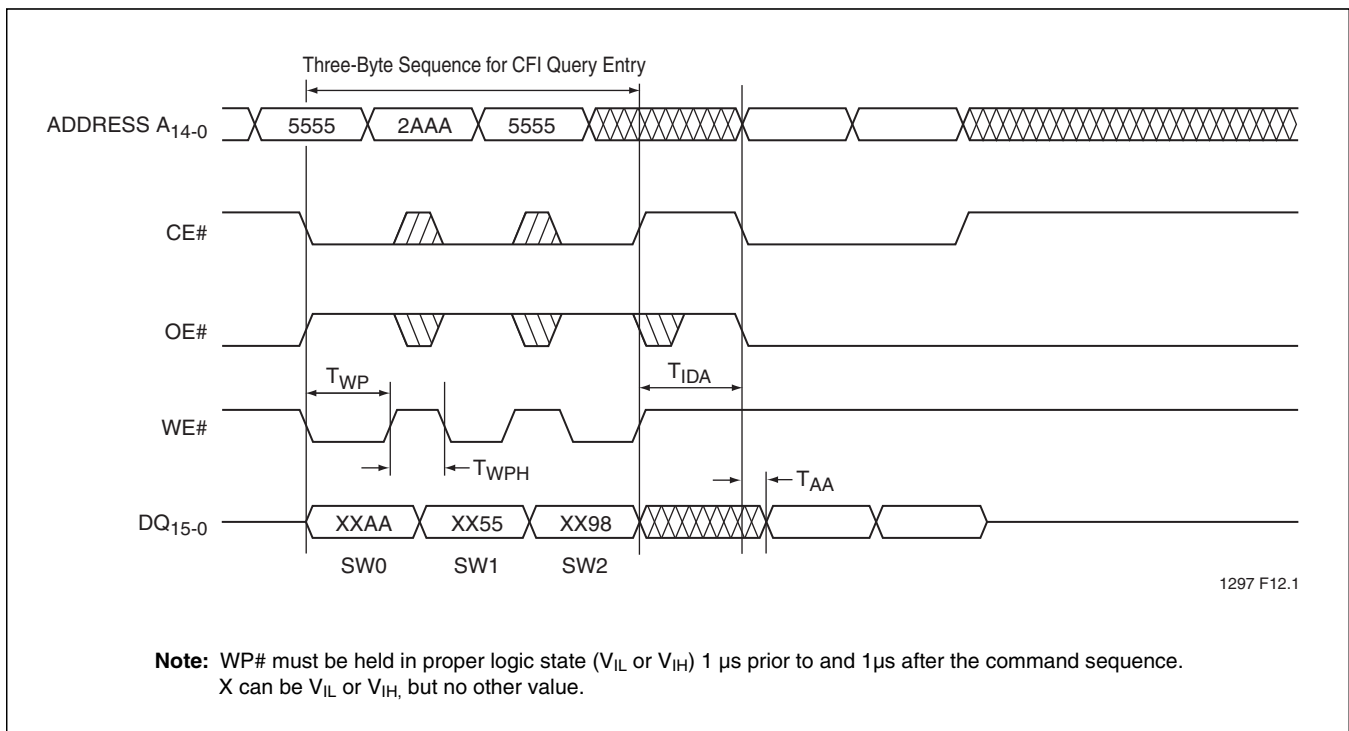 Three-Byte Sequence for CFI Query Entry
ADDRESS A14-0
5555 2AAA 5555
CE#
OE#
TWP
TIDA
WE#
TWPH
TAA
DQ15-0
XXAA XX55 XX98
SW0 SW1 SW2
1297 F12.1
Note: WP# must be held in proper logic state (VIL or VIH) 1 µs prior to and 1µs after the command sequence.
X can be VIL or VIH, but no other value.